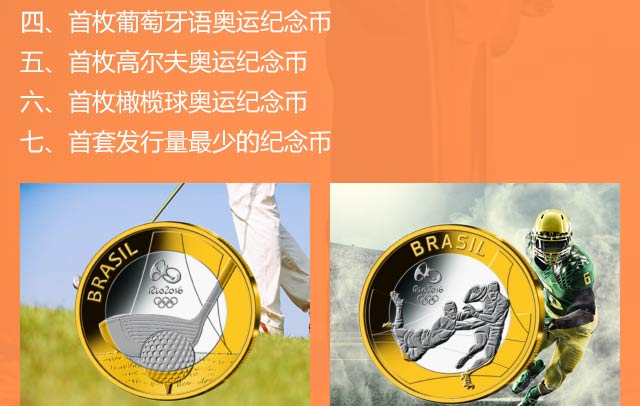 四、首枚葡萄牙语奥运纪念币
五、首枚高尔夫奥运纪念币
六、首枚橄榄球奥运纪念币
七、首套发行量最少的纪念币
BRASIL
RIO2016
BRASIL
RIO2016
6